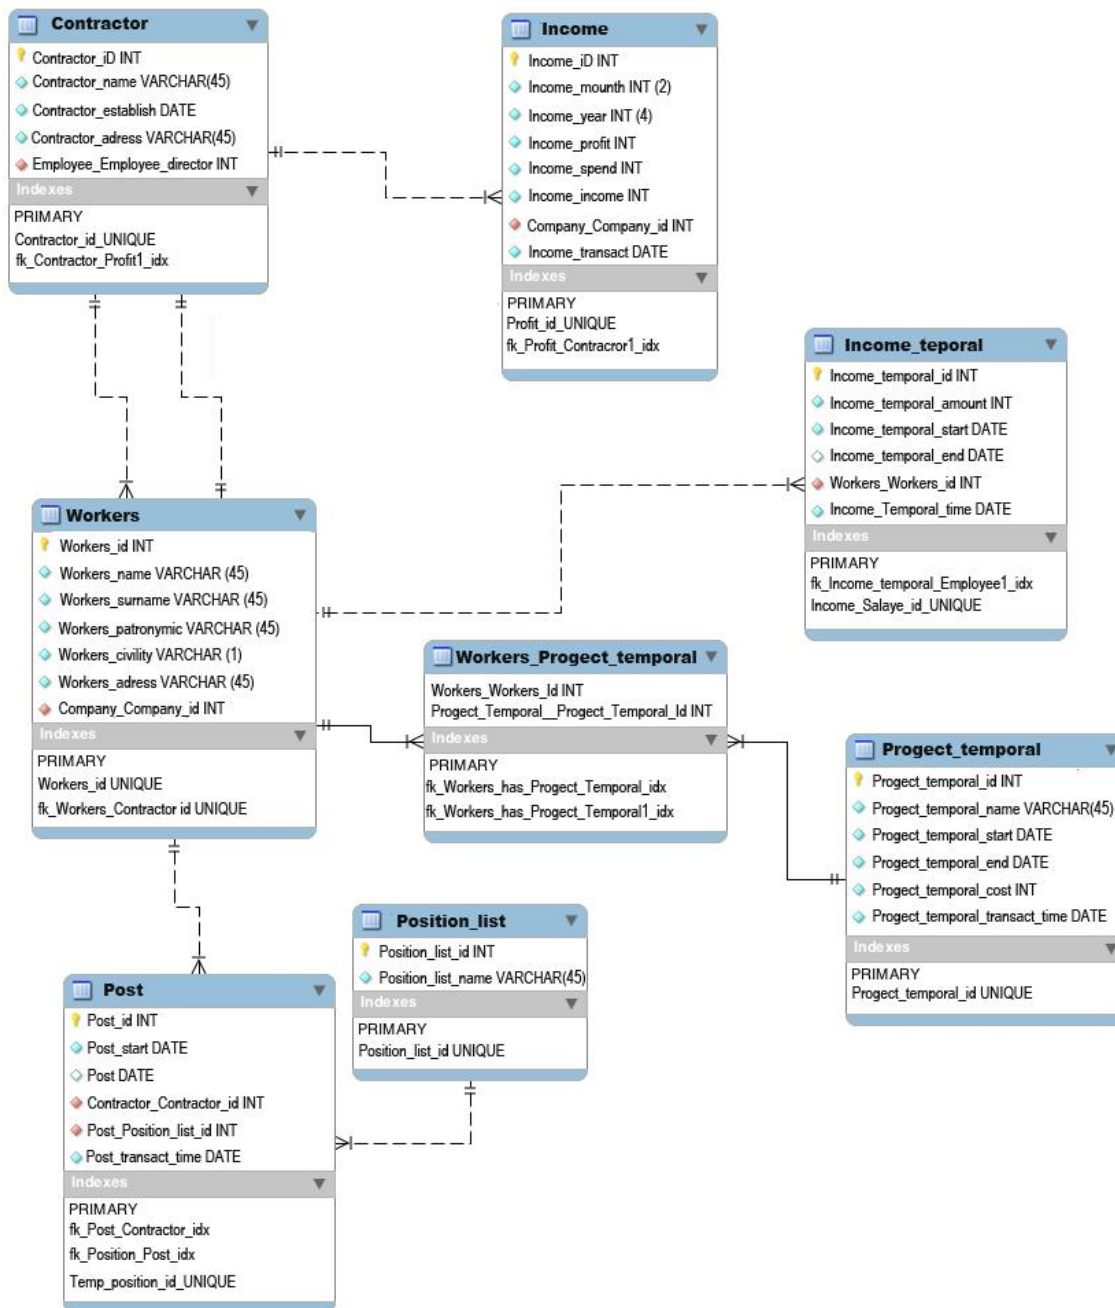 Contractor
Contractor_iD INT
Contractor_name VARCHAR(45)
Contractor_establish DATE
Contractor_adress VARCHAR(45)
Employee_Employee_director INT
Indexes
PRIMARY
Contractor_id_UNIQUE
fk_Contractor_Profit1_idx
Income
Income_iD INT
Income_mounth INT (2)
Income_year INT (4)
Income_profit INT
Income_spend INT
Income_income INT
Company_Company_id INT
Income_transact DATE
Indexes
PRIMARY
Profit_id_UNIQUE
fk_Profit_Contracror1_idx
Income_teporal
Income_temporal_id INT
Income_temporal_amount INT
Income_temporal_start DATE
Income_temporal_end DATE
Workers_Workers_id INT
Income_Temporal_time DATE
Indexes
PRIMARY
fk_Income_temporal_Employee1_idx
Income_Salaye_id_UNIQUE
Workers
Workers_id INT
Workers_name VARCHAR (45)
Workers_surname VARCHAR (45)
Workers_patronymic VARCHAR (45)
Workers_civility VARCHAR (1)
Workers_adress VARCHAR (45)
Company_Company_id INT
Indexes
PRIMARY
Workers_id UNIQUE
fk_Workers_Contractor id UNIQUE
Workers_Progect_temporal
Workers_Workers_Id INT
Progect_Temporal__Progect_Temporal_Id INT
Indexes
PRIMARY
fk_Workers_has_Progect_Temporal_idx
fk_Workers_has_Progect_Temporal1_idx
Progect_temporal
Progect_temporal_id INT
Progect_temporal_name VARCHAR(45)
Progect_temporal_start DATE
Progect_temporal_end DATE
Progect_temporal_cost INT
Progect_temporal_transact_time DATE
Indexes
PRIMARY
Progect_temporal_id UNIQUE
Position_list
Position_list_id INT
Position_list_name VARCHAR(45)
Indexes
PRIMARY
Position_list_id UNIQUE
Post
Post_id INT
Post_start DATE
Post DATE
Contractor_Contractor_id INT
Post_Position_list_id INT
Post_transact_time DATE
Indexes
PRIMARY
fk_Post_Contractor_idx
fk_Position_Post_idx
Temp_position_id_UNIQUE